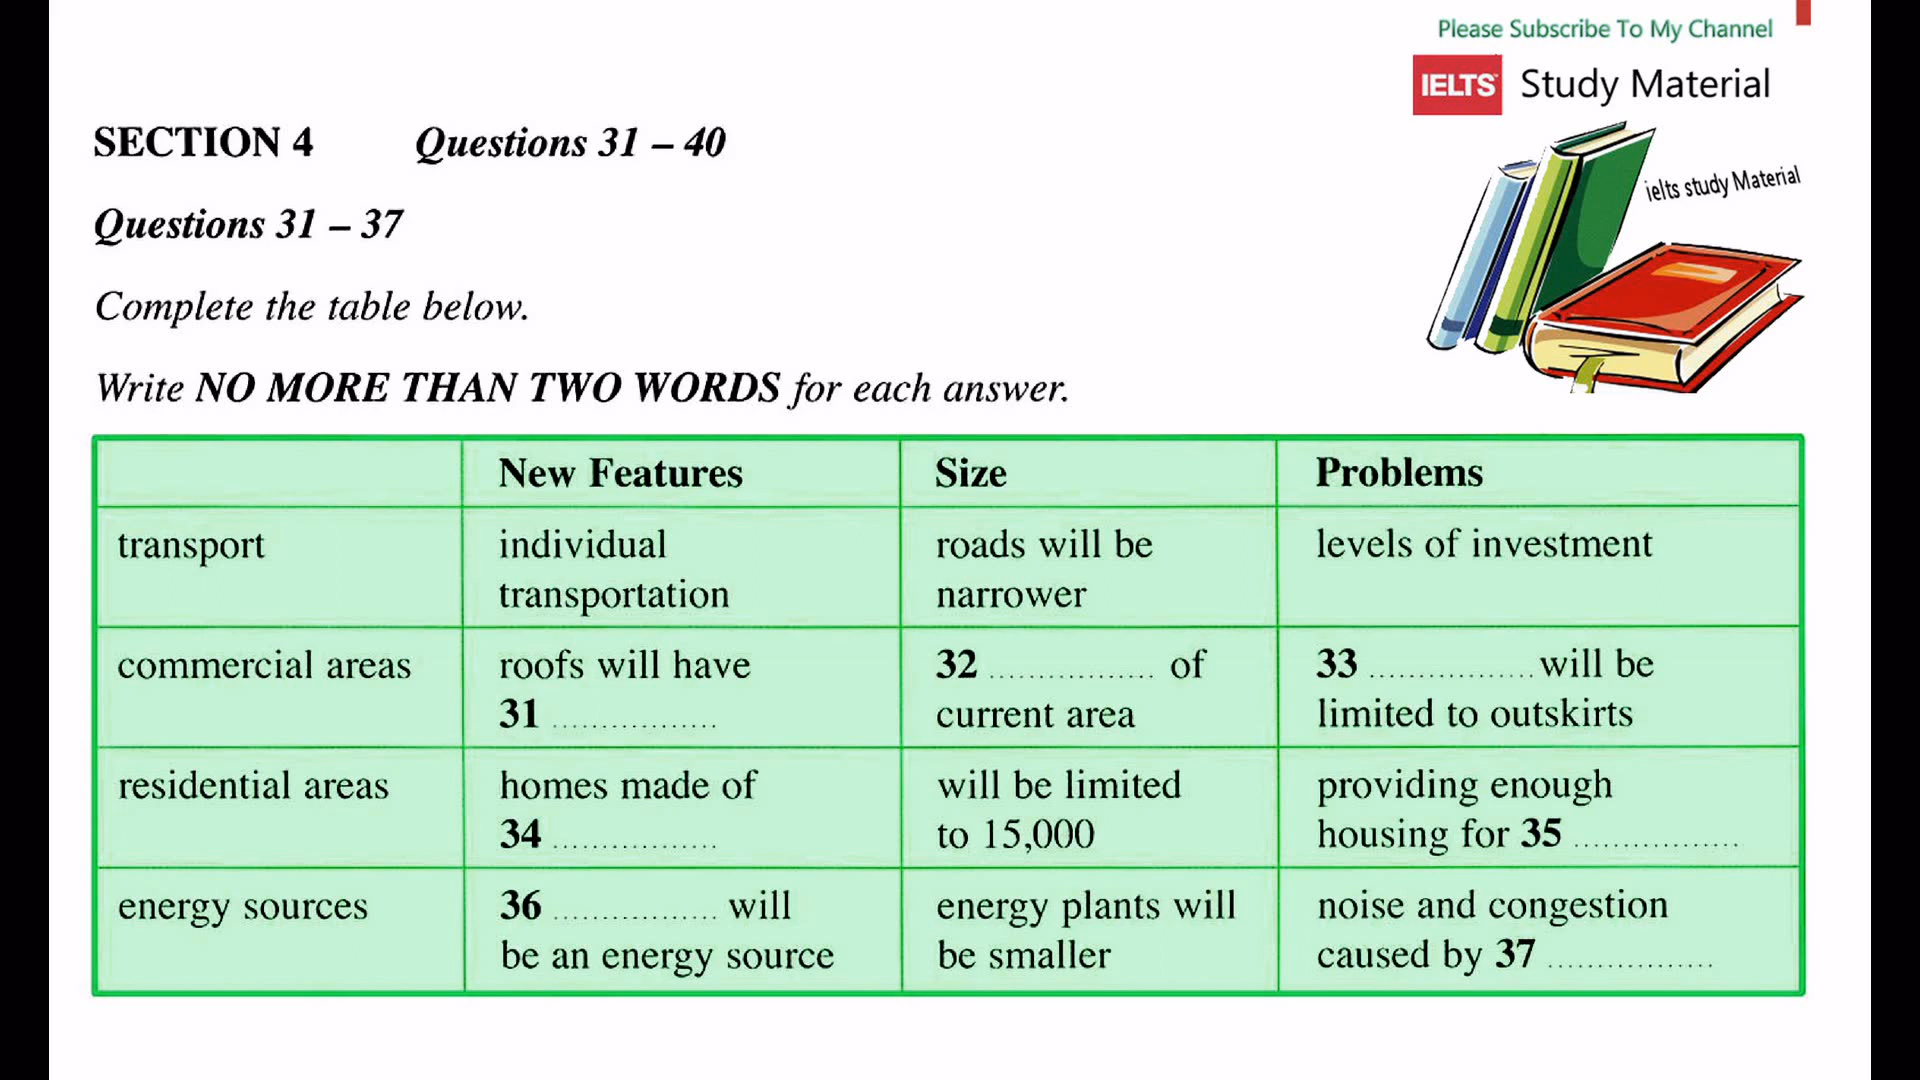 Please Subscribe To My Channel
IELTS Study Material
ielts study Material
SECTION 4 Questions 31 – 40
Questions 31 – 37
Complete the table below.
Write NO MORE THAN TWO WORDS for each answer.
New Features Size Problems
transport individual transportation roads will be narrower levels of investment
commercial areas roofs will have 31 ................. 32 ................. of current area 33 ................. will be limited to outskirts
residential areas homes made of 34 ................. will be limited to 15,000 providing enough housing for 35 .................
energy sources 36 ................. will be an energy source energy plants will be smaller noise and congestion caused by 37 .................